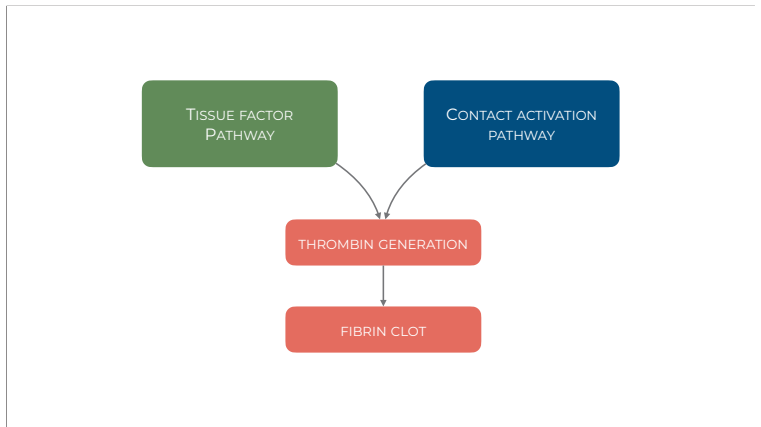 Tissue factor
Pathway
Contact activation
pathway
thrombin generation
fibrin clot